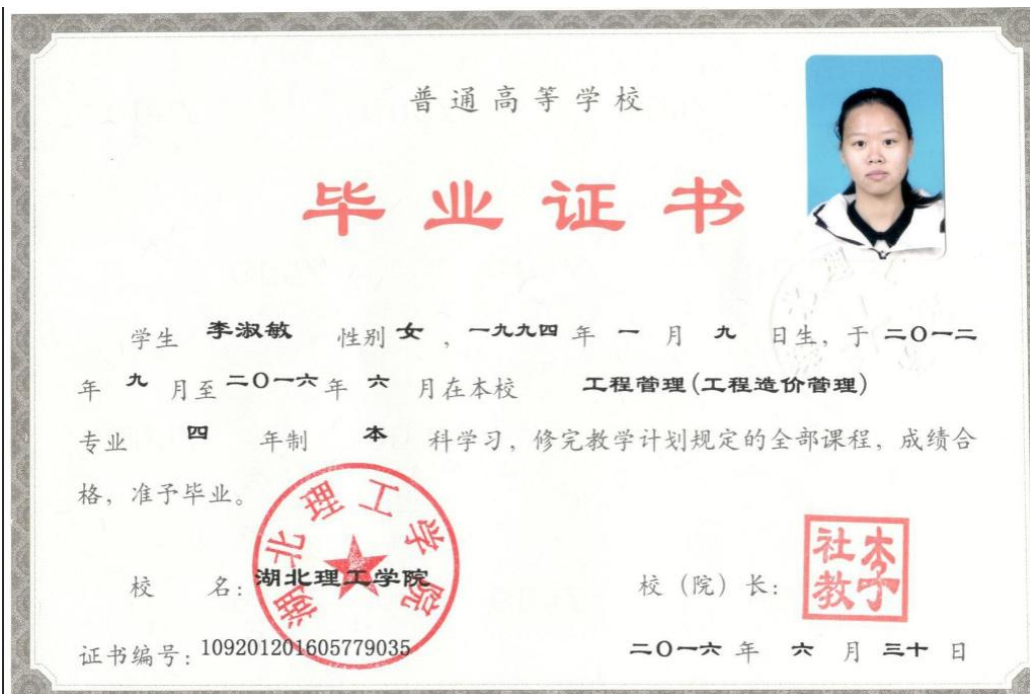 普通高等学校
毕业证书
学生 李淑敏 性别 女 , 一九九四 年 一 月 九 日生, 于 二〇一二
年 九 月至 二〇一六 年 六 月在本校 工程管理(工程造价管理)
专业 四 年制 本 科学习, 修完教学计划规定的全部课程, 成绩合
格, 准予毕业。
湖北理工学院
校 名: 湖北理工学院
校(院)长: 李社教
证书编号: 109201201605779035
二〇一六 年 六 月 三十 日